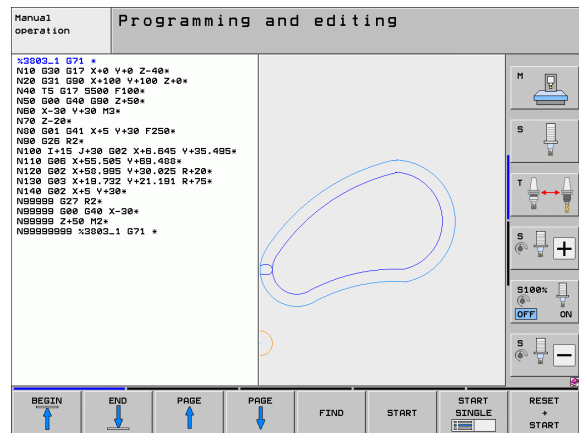 Manual operation
Programming and editing
%3803_1 G71 *
N10 G30 G17 X+0 Y+0 Z-40*
N20 G31 G90 X+100 Y+100 Z+0*
N40 T5 G17 S500 F100*
N50 G00 G40 G90 Z+50*
N60 X-30 Y+30 M3*
N70 Z-20*
N80 G01 G41 X+5 Y+30 F250*
N90 G26 R2*
N100 I+15 J+30 G02 X+6.645 Y+35.495*
N110 G06 X+55.505 Y+69.488*
N120 G02 X+58.995 Y+30.025 R+20*
N130 G03 X+19.732 Y+21.191 R+75*
N140 G02 X+5 Y+30*
N99999 G27 R2*
N99999 G00 G40 X-30*
N99999 Z+50 M2*
N99999999 %3803_1 G71 *
M
S
T
S
+
S100%
OFF ON
S
−
BEGIN
END
PAGE
PAGE
FIND
START
START SINGLE
RESET + START